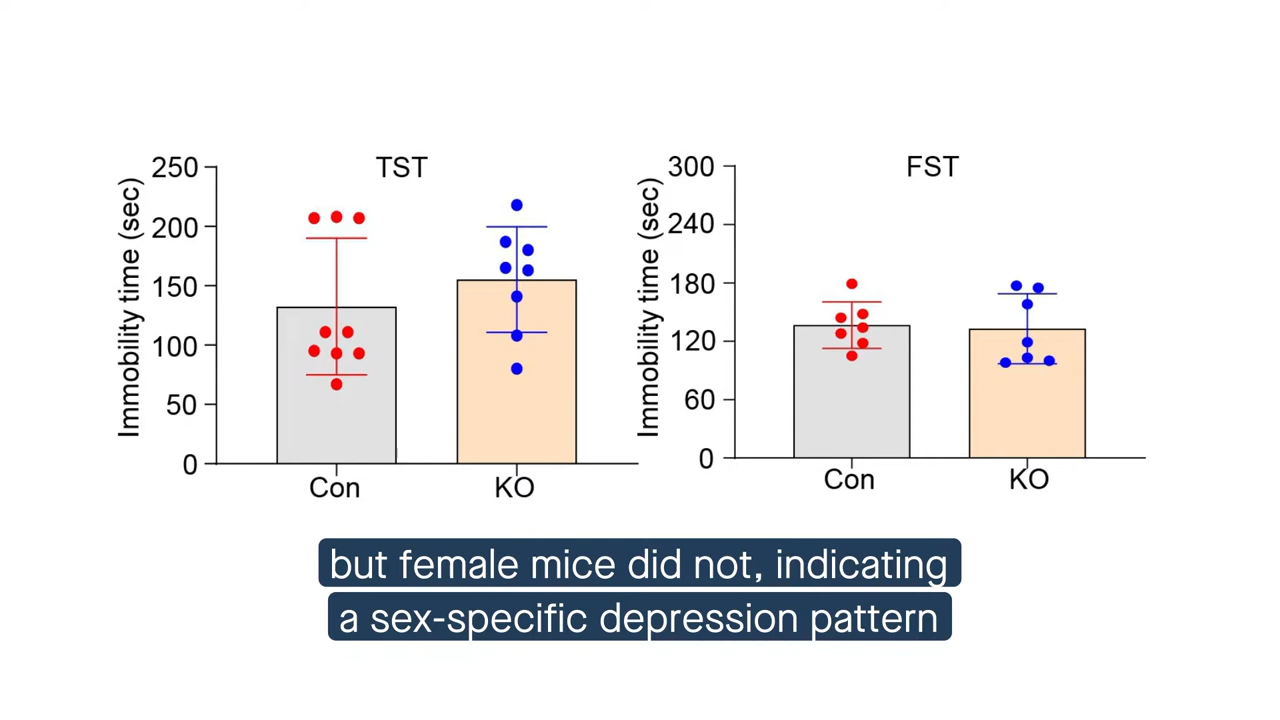 TST
Immobility time (sec)
250
200
150
100
50
0
Con KO
FST
Immobility time (sec)
300
240
180
120
60
0
Con KO
but female mice did not, indicating
a sex-specific depression pattern